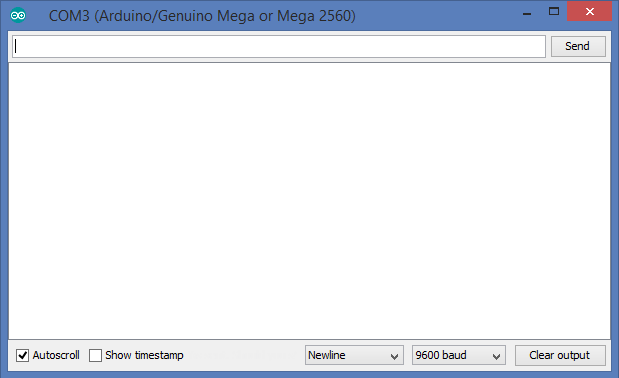 COM3 (Arduino/Genuino Mega or Mega 2560)
Send
Autoscroll Show timestamp Newline 9600 baud Clear output